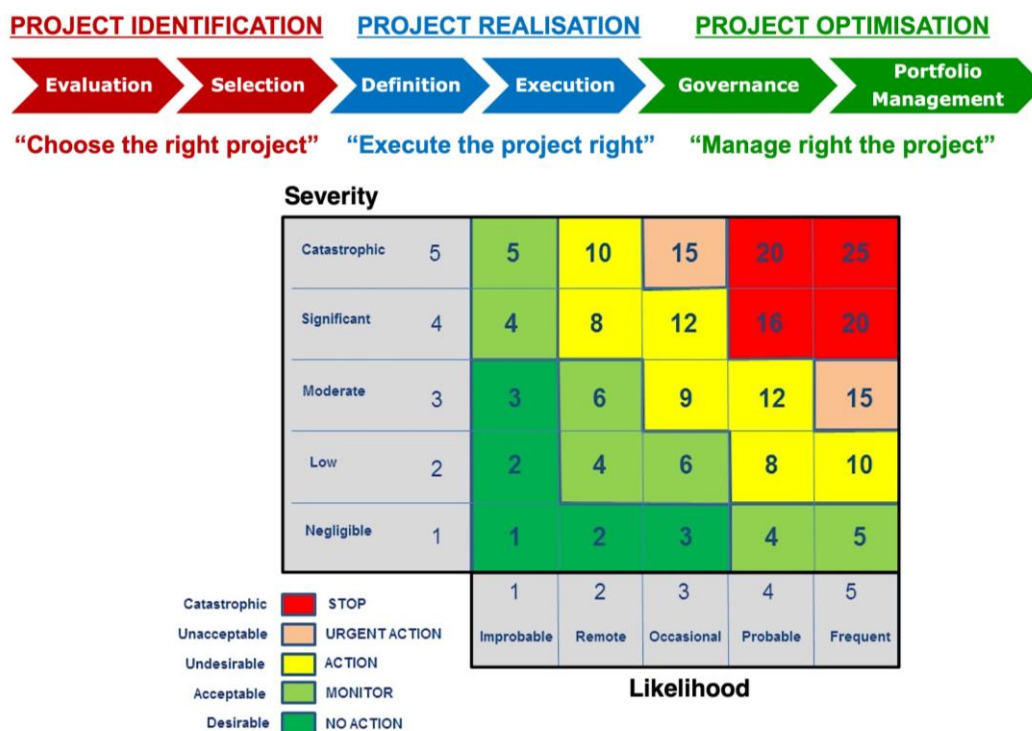 PROJECT IDENTIFICATION PROJECT REALISATION PROJECT OPTIMISATION
Evaluation Selection Definition Execution Governance Portfolio Management
“Choose the right project” “Execute the project right” “Manage right the project”
Severity
Catastrophic 5 5 10 15 20 25
Significant 4 4 8 12 16 20
Moderate 3 3 6 9 12 15
Low 2 2 4 6 8 10
Negligible 1 1 2 3 4 5
1 2 3 4 5
Improbable Remote Occasional Probable Frequent
Likelihood
Catastrophic STOP
Unacceptable URGENT ACTION
Undesirable ACTION
Acceptable MONITOR
Desirable NO ACTION